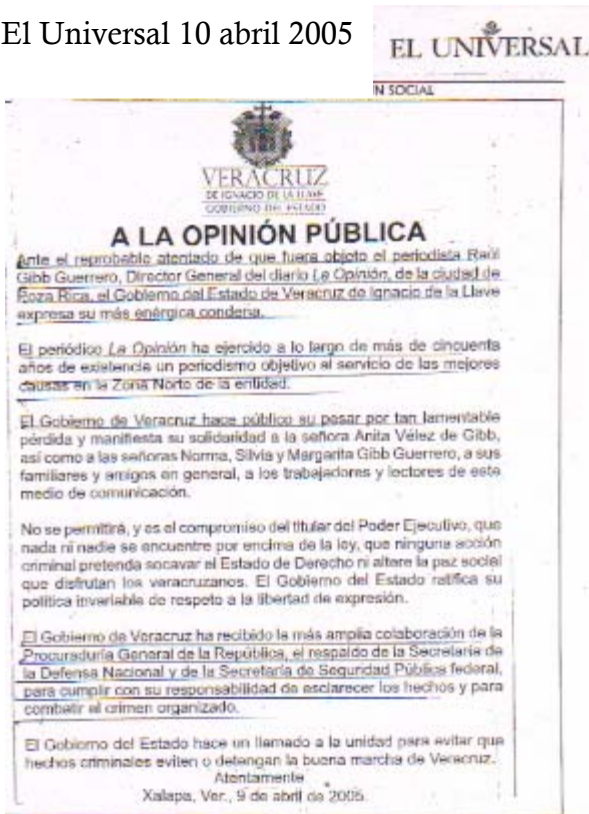 El Universal 10 abril 2005
EL UNIVERSAL
N SOCIAL
VERACRUZ
DE IGNACIO DE LA LLAVE
GOBIERNO DEL ESTADO
A LA OPINIÓN PÚBLICA
Ante el reprobable atentado de que fuera objeto el periodista Raúl
Gibb Guerrero, Director General del diario La Opinión, de la ciudad de
Poza Rica, el Gobierno del Estado de Veracruz de Ignacio de la Llave
expresa su más enérgica condena.
El periódico La Opinión ha ejercido a lo largo de más de cincuenta
años de existencia un periodismo objetivo al servicio de las mejores
causas en la Zona Norte de la entidad.
El Gobierno de Veracruz hace público su pesar por tan lamentable
pérdida y manifiesta su solidaridad a la señora Anita Vélez de Gibb,
así como a las señoras Norma, Silvia y Margarita Gibb Guerrero, a sus
familiares y amigos en general, a los trabajadores y lectores de este
medio de comunicación.
No se permitirá, y es el compromiso del titular del Poder Ejecutivo, que
nada ni nadie se encuentre por encima de la ley, que ninguna acción
criminal pretenda socavar el Estado de Derecho ni altere la paz social
que disfrutan los veracruzanos. El Gobierno del Estado ratifica su
política invariable de respeto a la libertad de expresión.
El Gobierno de Veracruz ha recibido la más amplia colaboración de la
Procuraduría General de la República, el respaldo de la Secretaría de
la Defensa Nacional y de la Secretaría de Seguridad Pública federal,
para cumplir con su responsabilidad de esclarecer los hechos y para
combatir al crimen organizado.
El Gobierno del Estado hace un llamado a la unidad para evitar que
hechos criminales eviten o detengan la buena marcha de Veracruz.
Atentamente
Xalapa, Ver., 9 de abril de 2005.